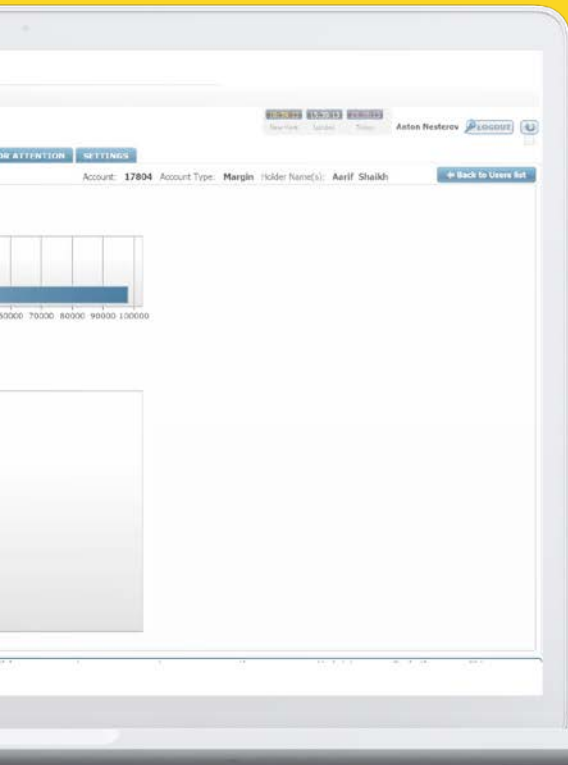 New York London Tokyo
Anton Nesterov LOGOUT
OR ATTENTION SETTINGS
Account: 17804 Account Type: Margin Holder Name(s): Aarif Shaikh Back to Users list
70000 80000 90000 100000